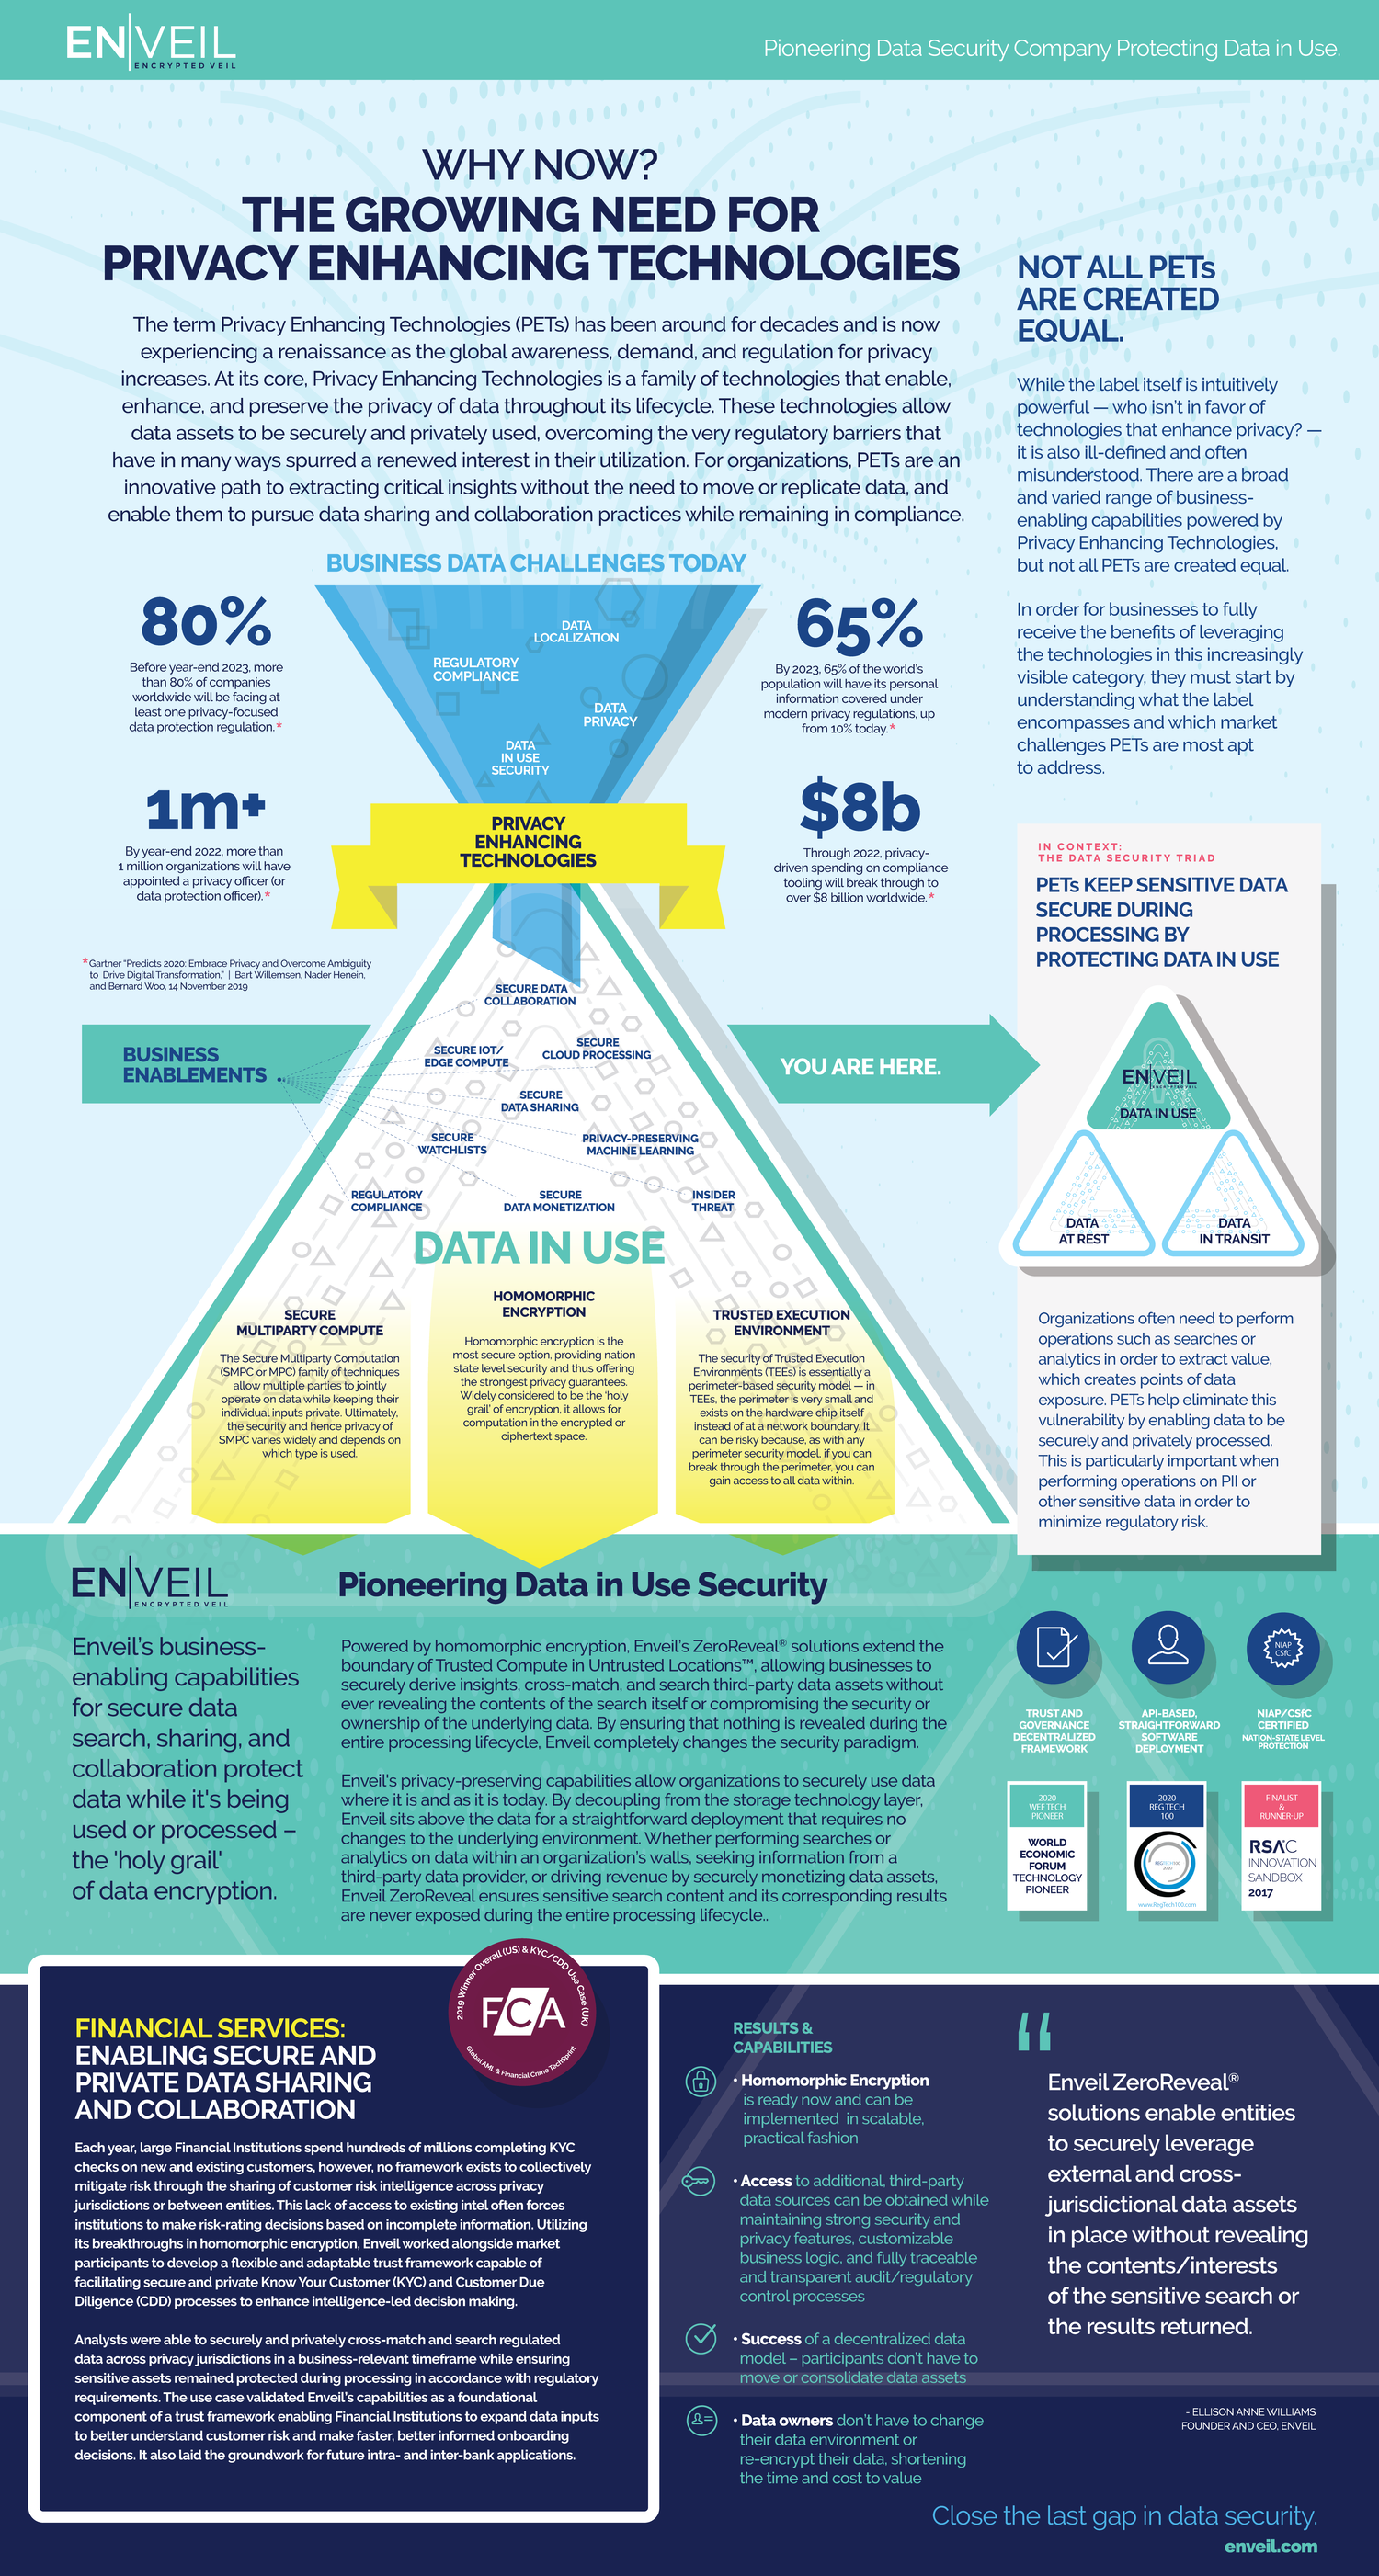 ENVEIL
ENCRYPTED VEIL
Pioneering Data Security Company Protecting Data in Use.
WHY NOW?
THE GROWING NEED FOR
PRIVACY ENHANCING TECHNOLOGIES
The term Privacy Enhancing Technologies (PETs) has been around for decades and is now
experiencing a renaissance as the global awareness, demand, and regulation for privacy
increases. At its core, Privacy Enhancing Technologies is a family of technologies that enable,
enhance, and preserve the privacy of data throughout its lifecycle. These technologies allow
data assets to be securely and privately used, overcoming the very regulatory barriers that
have in many ways spurred a renewed interest in their utilization. For organizations, PETs are an
innovative path to extracting critical insights without the need to move or replicate data, and
enable them to pursue data sharing and collaboration practices while remaining in compliance.
NOT ALL PETs
ARE CREATED
EQUAL.
While the label itself is intuitively
powerful — who isn't in favor of
technologies that enhance privacy? —
it is also ill-defined and often
misunderstood. There are a broad
and varied range of business-
enabling capabilities powered by
Privacy Enhancing Technologies,
but not all PETs are created equal.
In order for businesses to fully
receive the benefits of leveraging
the technologies in this increasingly
visible category, they must start by
understanding what the label
encompasses and which market
challenges PETs are most apt
to address.
BUSINESS DATA CHALLENGES TODAY
80%
Before year-end 2023, more
than 80% of companies
worldwide will be facing at
least one privacy-focused
data protection regulation.*
1m+
By year-end 2022, more than
1 million organizations will have
appointed a privacy officer (or
data protection officer).*
DATA
LOCALIZATION
REGULATORY
COMPLIANCE
DATA
PRIVACY
DATA
IN USE
SECURITY
65%
By 2023, 65% of the world's
population will have its personal
information covered under
modern privacy regulations, up
from 10% today.*
$8b
Through 2022, privacy-
driven spending on compliance
tooling will break through to
over $8 billion worldwide.*
PRIVACY
ENHANCING
TECHNOLOGIES
*Gartner "Predicts 2020: Embrace Privacy and Overcome Ambiguity
to Drive Digital Transformation," | Bart Willemsen, Nader Henein,
and Bernard Woo, 14 November 2019
BUSINESS
ENABLEMENTS
SECURE DATA
COLLABORATION
SECURE IOT/
EDGE COMPUTE
SECURE
CLOUD PROCESSING
SECURE
DATA SHARING
SECURE
WATCHLISTS
PRIVACY-PRESERVING
MACHINE LEARNING
REGULATORY
COMPLIANCE
SECURE
DATA MONETIZATION
INSIDER
THREAT
YOU ARE HERE.
DATA IN USE
SECURE
MULTIPARTY COMPUTE
The Secure Multiparty Computation
(SMPC or MPC) family of techniques
allow multiple parties to jointly
operate on data while keeping their
individual inputs private. Ultimately,
the security and hence privacy of
SMPC varies widely and depends on
which type is used.
HOMOMORPHIC
ENCRYPTION
Homomorphic encryption is the
most secure option, providing nation
state level security and thus offering
the strongest privacy guarantees.
Widely considered to be the 'holy
grail' of encryption, it allows for
computation in the encrypted or
ciphertext space.
TRUSTED EXECUTION
ENVIRONMENT
The security of Trusted Execution
Environments (TEEs) is essentially a
perimeter-based security model — in
TEEs, the perimeter is very small and
exists on the hardware chip itself
instead of at a network boundary. It
can be risky because, as with any
perimeter security model, if you can
break through the perimeter, you can
gain access to all data within.
IN CONTEXT:
THE DATA SECURITY TRIAD
PETs KEEP SENSITIVE DATA
SECURE DURING
PROCESSING BY
PROTECTING DATA IN USE
ENVEIL
ENCRYPTED VEIL
DATA IN USE
DATA
AT REST
DATA
IN TRANSIT
Organizations often need to perform
operations such as searches or
analytics in order to extract value,
which creates points of data
exposure. PETs help eliminate this
vulnerability by enabling data to be
securely and privately processed.
This is particularly important when
performing operations on PII or
other sensitive data in order to
minimize regulatory risk.
ENVEIL
ENCRYPTED VEIL
Enveil's business-
enabling capabilities
for secure data
search, sharing, and
collaboration protect
data while it's being
used or processed –
the 'holy grail'
of data encryption.
Pioneering Data in Use Security
Powered by homomorphic encryption, Enveil's ZeroReveal® solutions extend the
boundary of Trusted Compute in Untrusted Locations™, allowing businesses to
securely derive insights, cross-match, and search third-party data assets without
ever revealing the contents of the search itself or compromising the security or
ownership of the underlying data. By ensuring that nothing is revealed during the
entire processing lifecycle, Enveil completely changes the security paradigm.
Enveil's privacy-preserving capabilities allow organizations to securely use data
where it is and as it is today. By decoupling from the storage technology layer,
Enveil sits above the data for a straightforward deployment that requires no
changes to the underlying environment. Whether performing searches or
analytics on data within an organization's walls, seeking information from a
third-party data provider, or driving revenue by securely monetizing data assets,
Enveil ZeroReveal ensures sensitive search content and its corresponding results
are never exposed during the entire processing lifecycle..
TRUST AND
GOVERNANCE
DECENTRALIZED
FRAMEWORK
API-BASED,
STRAIGHTFORWARD
SOFTWARE
DEPLOYMENT
NIAP
CSfC
NIAP/CSfC
CERTIFIED
NATION-STATE LEVEL
PROTECTION
2020
WEF TECH
PIONEER
WORLD
ECONOMIC
FORUM
TECHNOLOGY
PIONEER
2020
REG TECH
100
www.RegTech100.com
FINALIST
&
RUNNER-UP
RSAC
INNOVATION
SANDBOX
2017
2019 Winner Overall (US) & KYC/CDD Use Case (UK)
FCA
Global AML & Financial Crime TechSprint
FINANCIAL SERVICES:
ENABLING SECURE AND
PRIVATE DATA SHARING
AND COLLABORATION
Each year, large Financial Institutions spend hundreds of millions completing KYC
checks on new and existing customers, however, no framework exists to collectively
mitigate risk through the sharing of customer risk intelligence across privacy
jurisdictions or between entities. This lack of access to existing intel often forces
institutions to make risk-rating decisions based on incomplete information. Utilizing
its breakthroughs in homomorphic encryption, Enveil worked alongside market
participants to develop a flexible and adaptable trust framework capable of
facilitating secure and private Know Your Customer (KYC) and Customer Due
Diligence (CDD) processes to enhance intelligence-led decision making.
Analysts were able to securely and privately cross-match and search regulated
data across privacy jurisdictions in a business-relevant timeframe while ensuring
sensitive assets remained protected during processing in accordance with regulatory
requirements. The use case validated Enveil's capabilities as a foundational
component of a trust framework enabling Financial Institutions to expand data inputs
to better understand customer risk and make faster, better informed onboarding
decisions. It also laid the groundwork for future intra- and inter-bank applications.
RESULTS &
CAPABILITIES
• Homomorphic Encryption
is ready now and can be
implemented in scalable,
practical fashion
• Access to additional, third-party
data sources can be obtained while
maintaining strong security and
privacy features, customizable
business logic, and fully traceable
and transparent audit/regulatory
control processes
• Success of a decentralized data
model – participants don't have to
move or consolidate data assets
• Data owners don't have to change
their data environment or
re-encrypt their data, shortening
the time and cost to value
“
Enveil ZeroReveal®
solutions enable entities
to securely leverage
external and cross-
jurisdictional data assets
in place without revealing
the contents/interests
of the sensitive search or
the results returned.
- ELLISON ANNE WILLIAMS
FOUNDER AND CEO, ENVEIL
Close the last gap in data security.
enveil.com